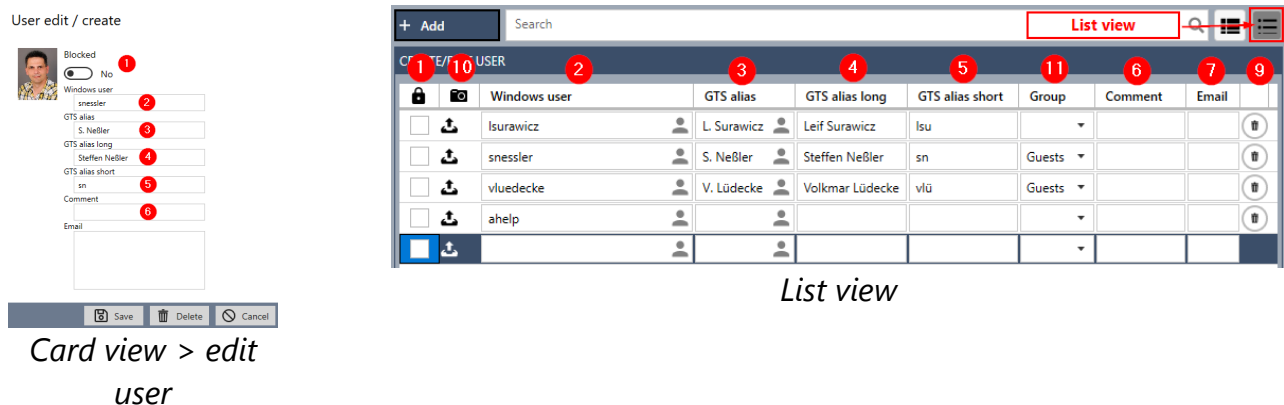 User edit / create
Blocked
No 1
Windows user
snessler 2
GTS alias
S. Neßler 3
GTS alias long
Steffen Neßler 4
GTS alias short
sn 5
Comment
6
Email
Save Delete Cancel
Card view > edit
user
+ Add Search List view
USER
1 10 2 3 4 5 11 6 7 9
Windows user GTS alias GTS alias long GTS alias short Group Comment Email
lsurawicz L. Surawicz Leif Surawicz lsu
snessler S. Neßler Steffen Neßler sn Guests
vluedecke V. Lüdecke Volkmar Lüdecke vlü Guests
ahelp
List view